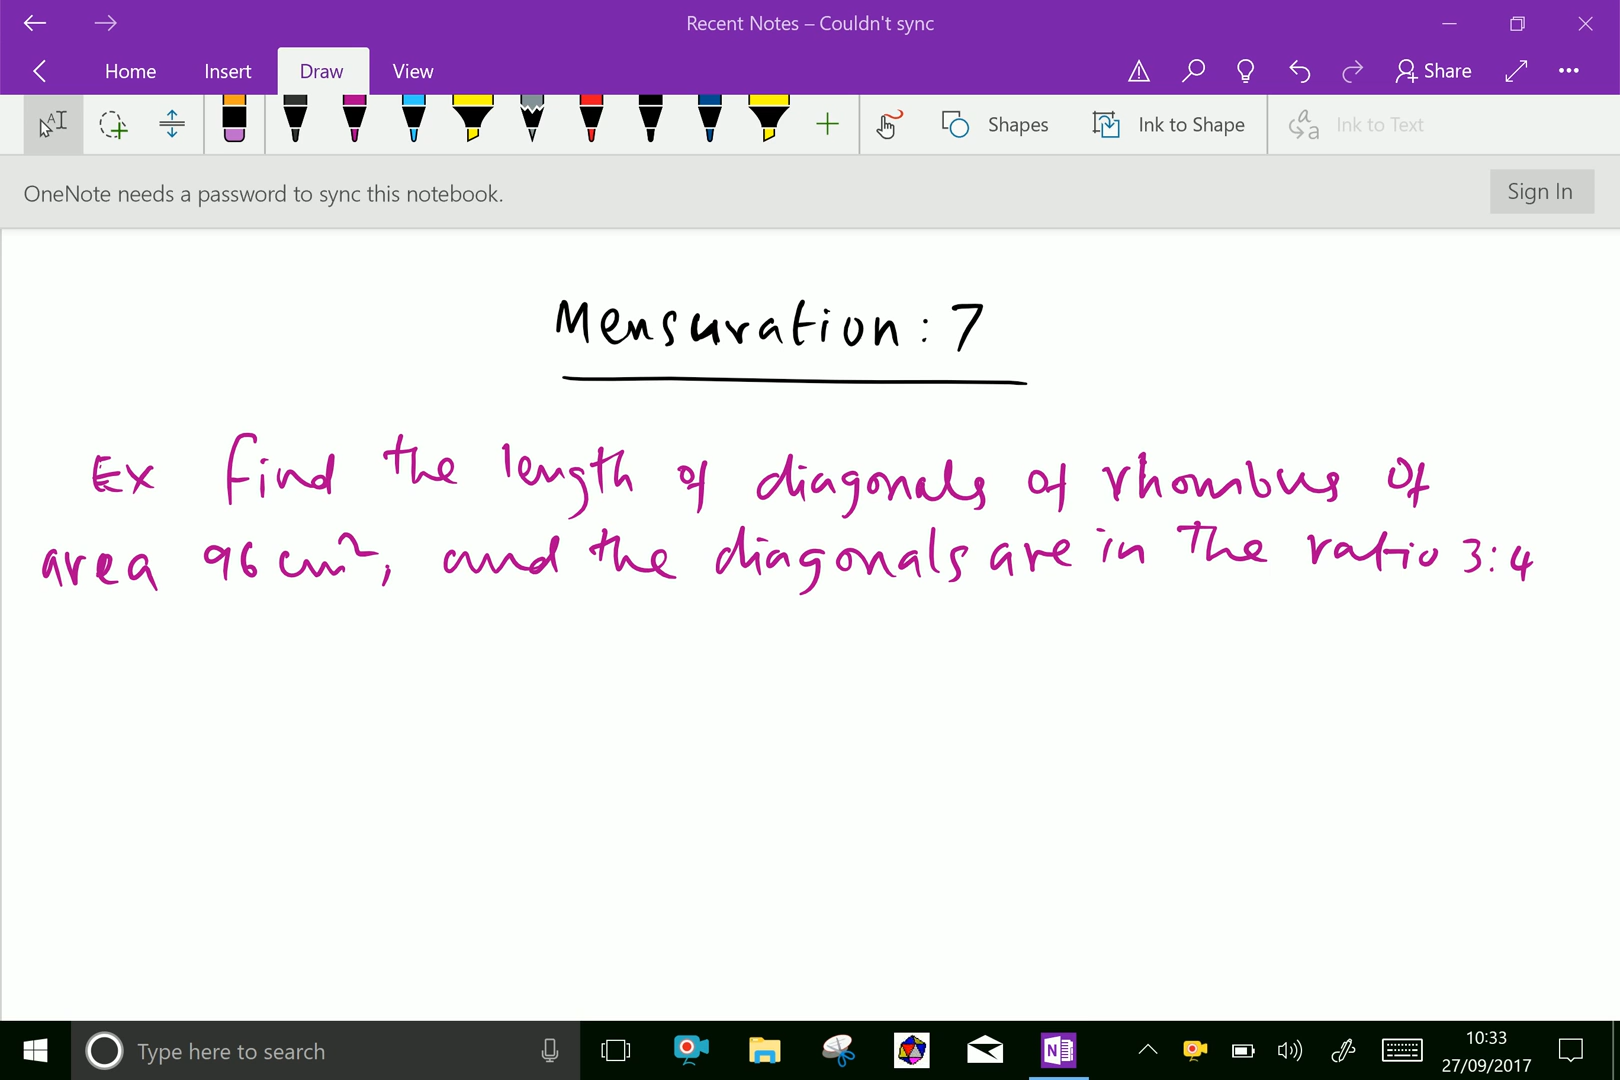 Recent Notes – Couldn't sync
Home Insert Draw View Share
Shapes Ink to Shape Ink to Text
OneNote needs a password to sync this notebook. Sign In
Mensuration : 7
Ex find the length of diagonals of rhombus of
area 96 cm², and the diagonals are in the ratio 3:4
Type here to search
10:33
27/09/2017